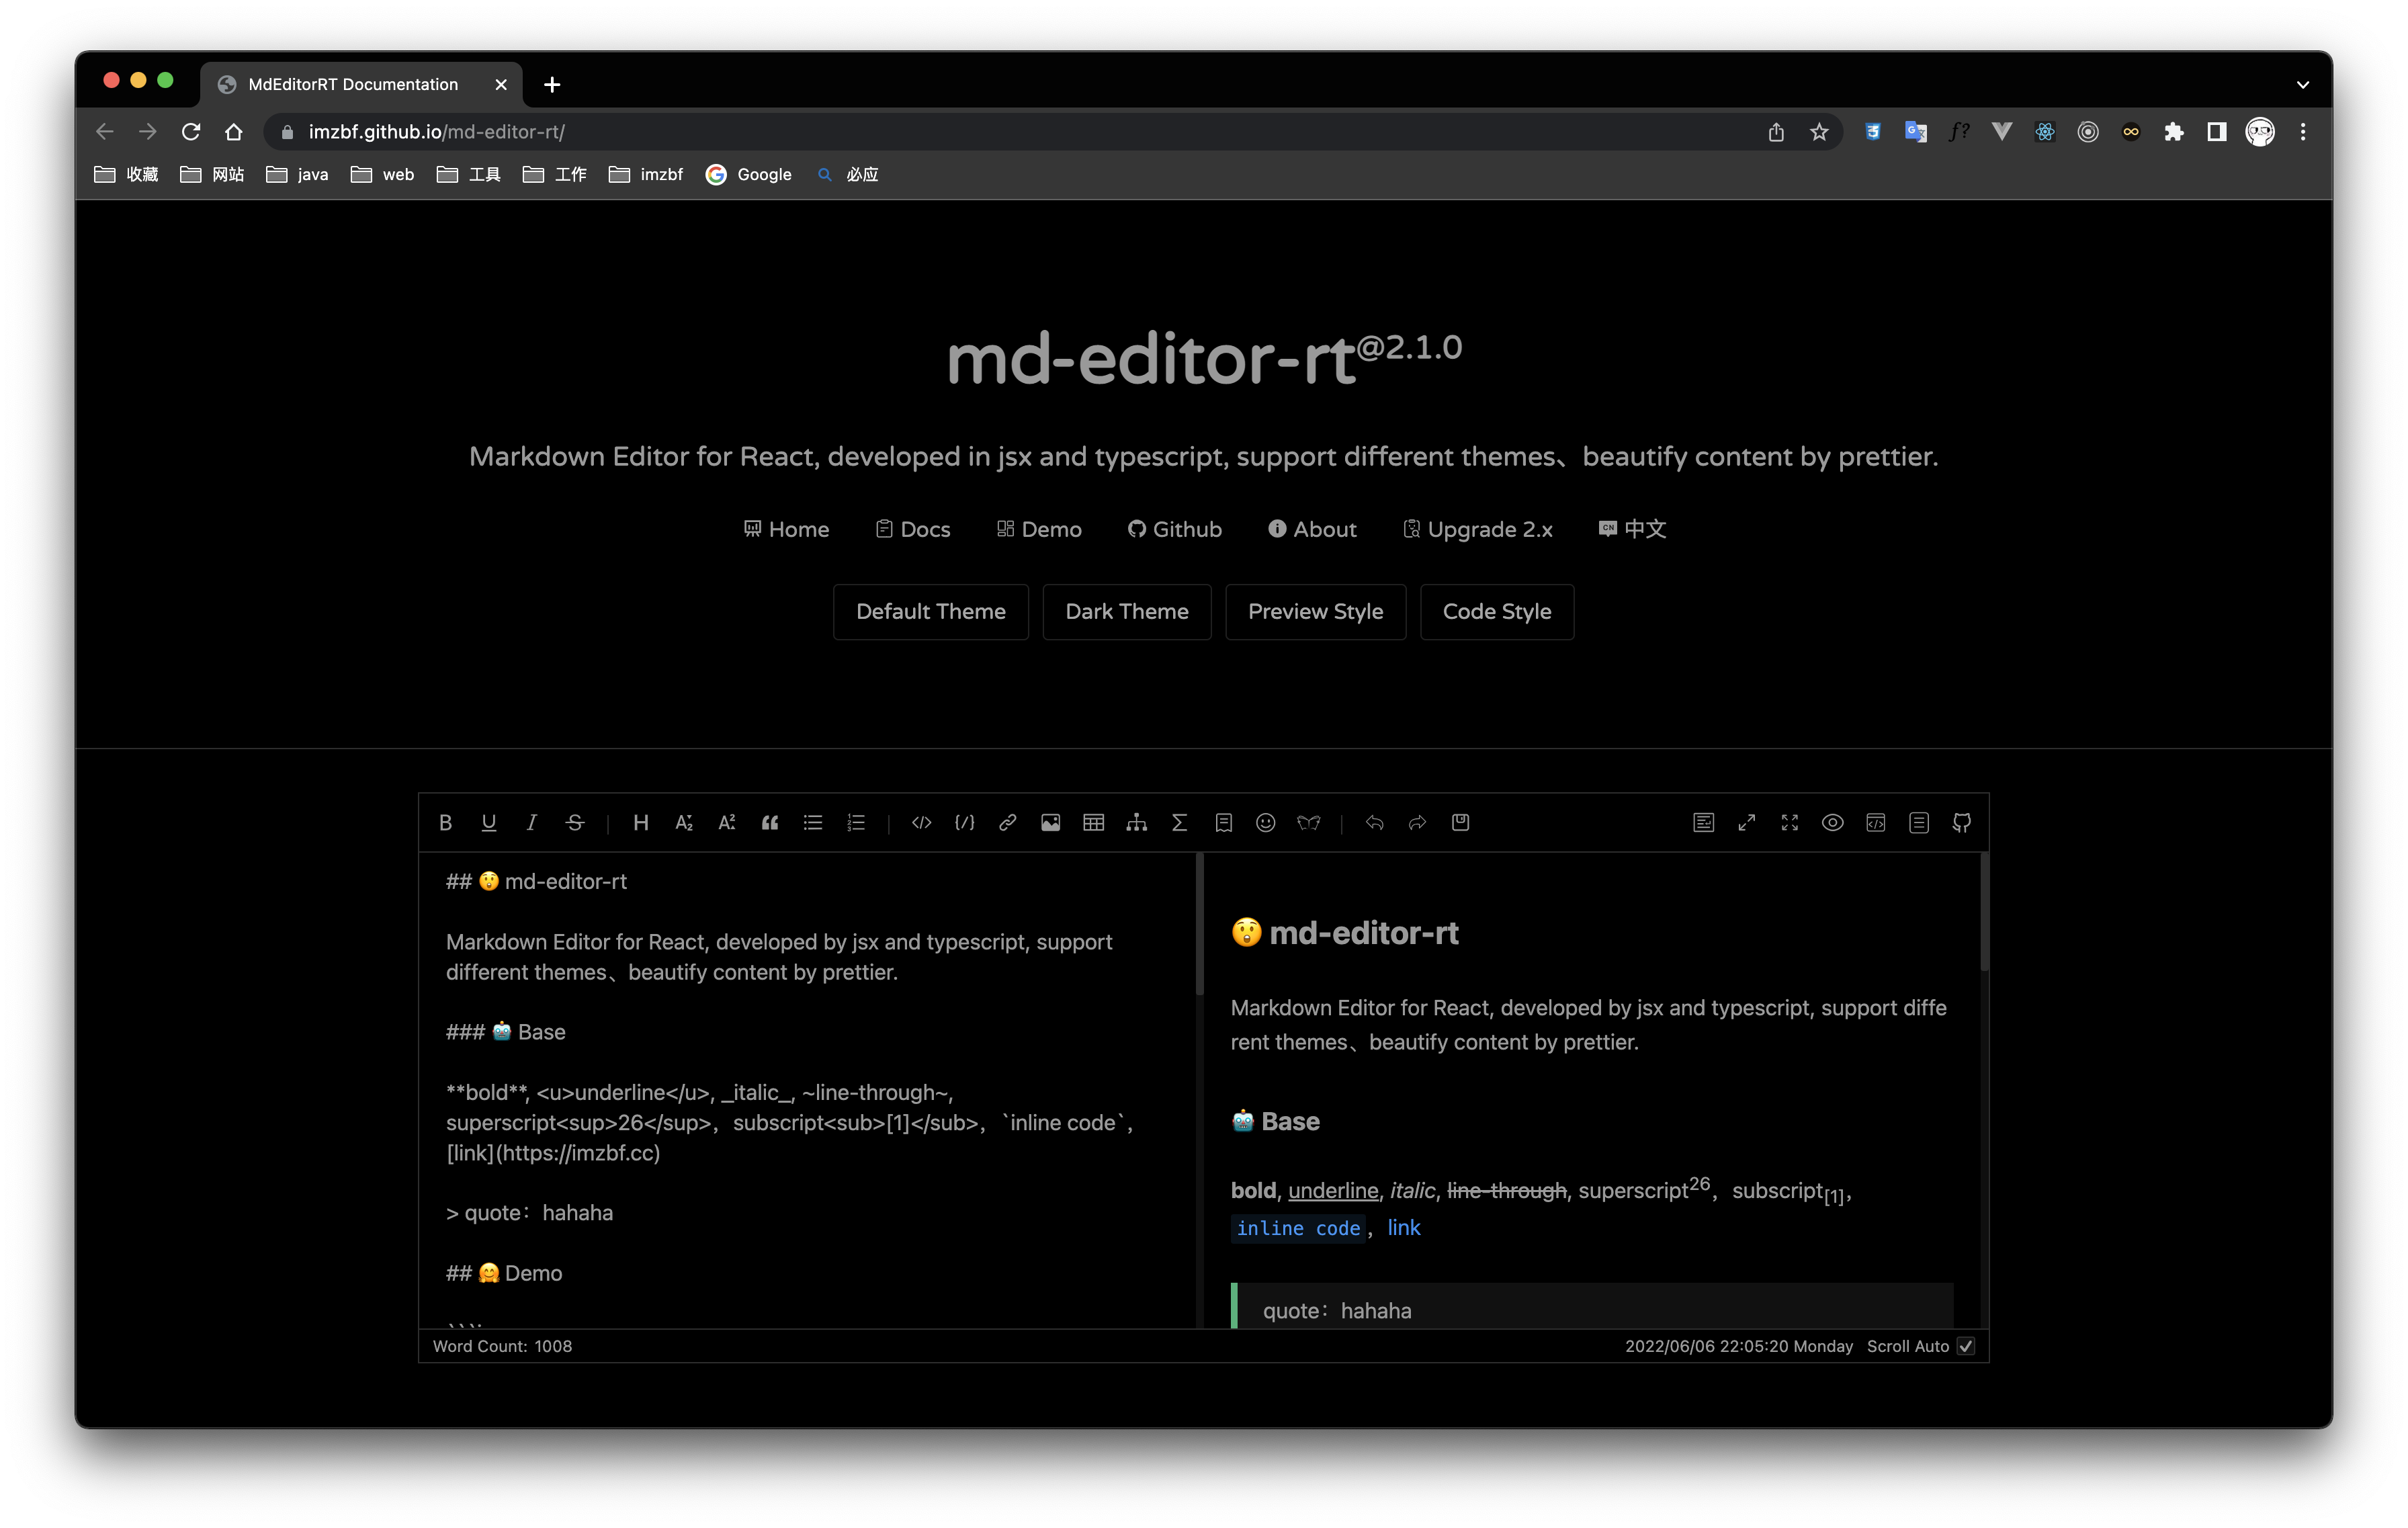 MdEditorRT Documentation
imzbf.github.io/md-editor-rt/
收藏 网站 java web 工具 工作 imzbf Google 必应
md-editor-rt@2.1.0
Markdown Editor for React, developed in jsx and typescript, support different themes、beautify content by prettier.
Home Docs Demo Github About Upgrade 2.x 中文
Default Theme Dark Theme Preview Style Code Style
## 😲 md-editor-rt
Markdown Editor for React, developed by jsx and typescript, support
different themes、beautify content by prettier.
### 🤖 Base
**bold**, <u>underline</u>, _italic_, ~line-through~,
superscript<sup>26</sup>，subscript<sub>[1]</sub>，`inline code`,
[link](https://imzbf.cc)
> quote：hahaha
## 🤗 Demo
😲 md-editor-rt
Markdown Editor for React, developed by jsx and typescript, support diffe
rent themes、beautify content by prettier.
🤖 Base
bold, underline, italic, line-through, superscript26，subscript[1]，
inline code，link
quote：hahaha
Word Count: 1008
2022/06/06 22:05:20 Monday Scroll Auto